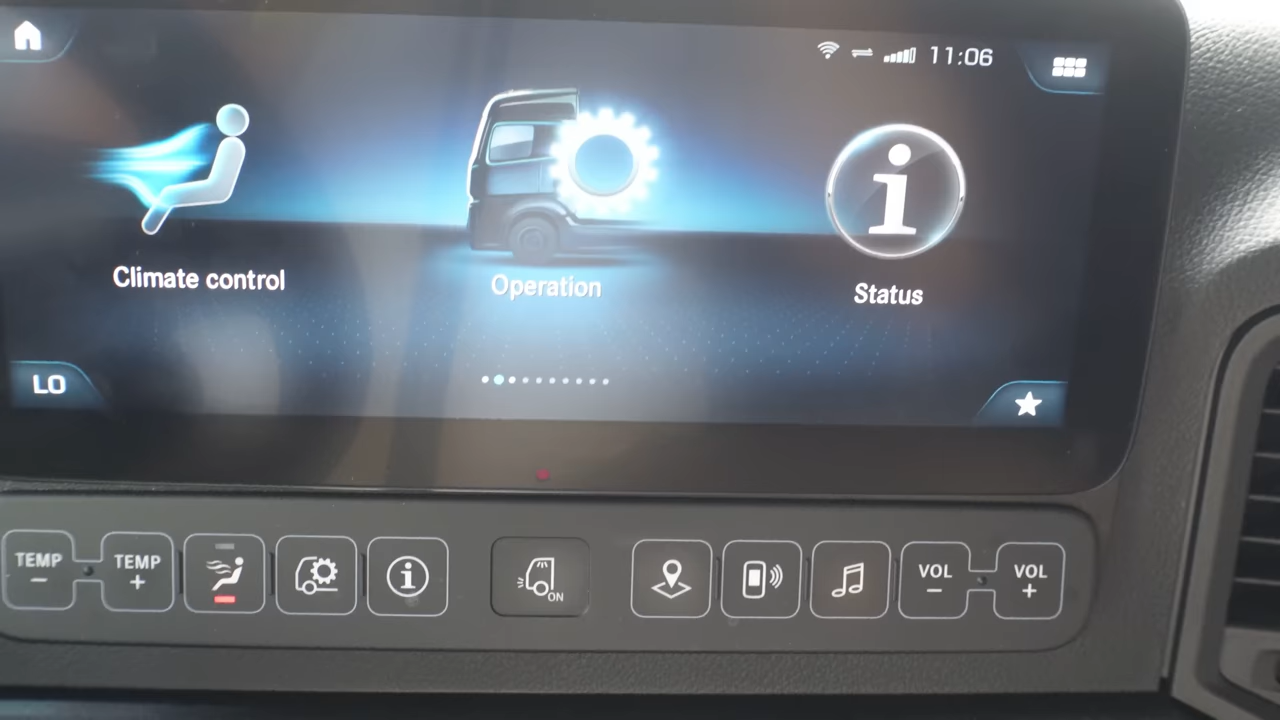 11:06
Climate control
Operation
Status
LO
TEMP
−
TEMP
+
ON
VOL
−
VOL
+